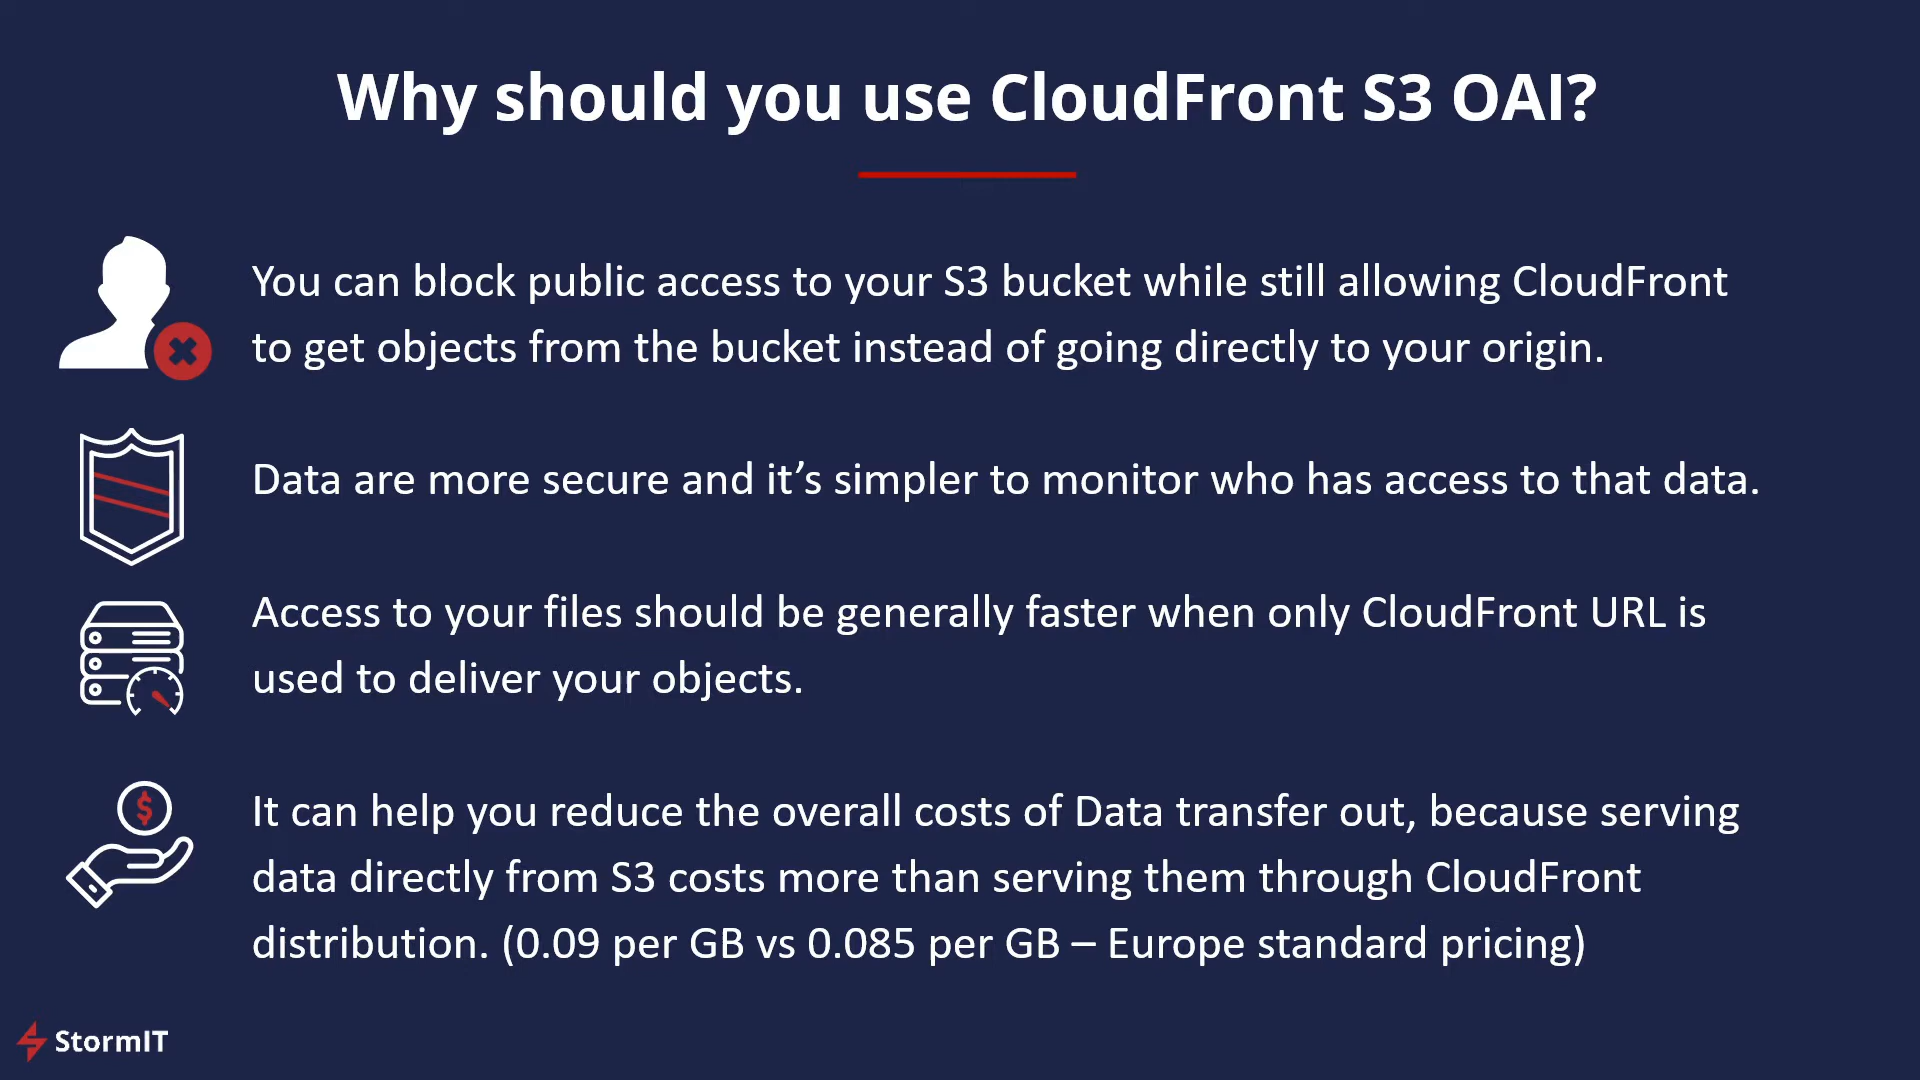 Why should you use CloudFront S3 OAI?
You can block public access to your S3 bucket while still allowing CloudFront
to get objects from the bucket instead of going directly to your origin.
Data are more secure and it’s simpler to monitor who has access to that data.
Access to your files should be generally faster when only CloudFront URL is
used to deliver your objects.
$
It can help you reduce the overall costs of Data transfer out, because serving
data directly from S3 costs more than serving them through CloudFront
distribution. (0.09 per GB vs 0.085 per GB – Europe standard pricing)
StormIT